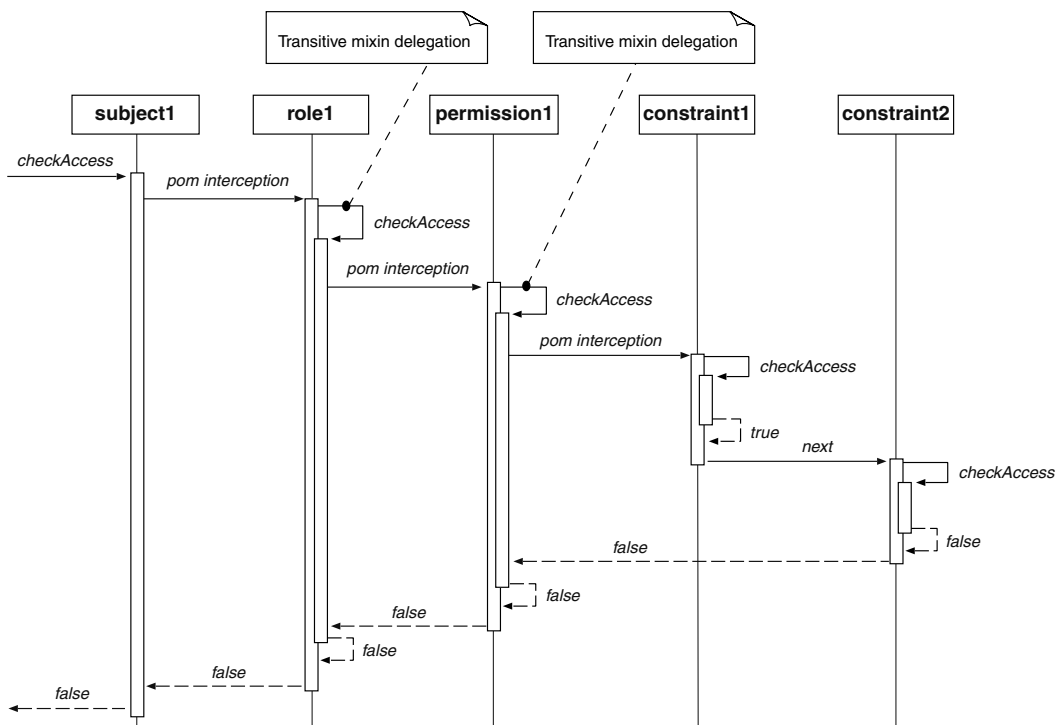 Transitive mixin delegation
Transitive mixin delegation
subject1
role1
permission1
constraint1
constraint2
checkAccess
pom interception
checkAccess
pom interception
checkAccess
pom interception
checkAccess
true
next
checkAccess
false
false
false
false
false
false
false